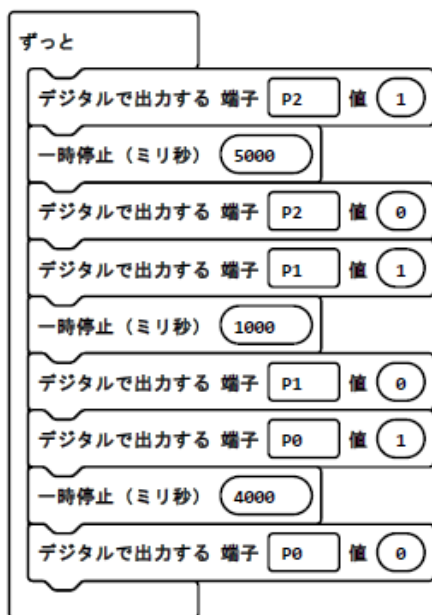 ずっと
デジタルで出力する 端子 P2 値 1
一時停止（ミリ秒） 5000
デジタルで出力する 端子 P2 値 0
デジタルで出力する 端子 P1 値 1
一時停止（ミリ秒） 1000
デジタルで出力する 端子 P1 値 0
デジタルで出力する 端子 P0 値 1
一時停止（ミリ秒） 4000
デジタルで出力する 端子 P0 値 0